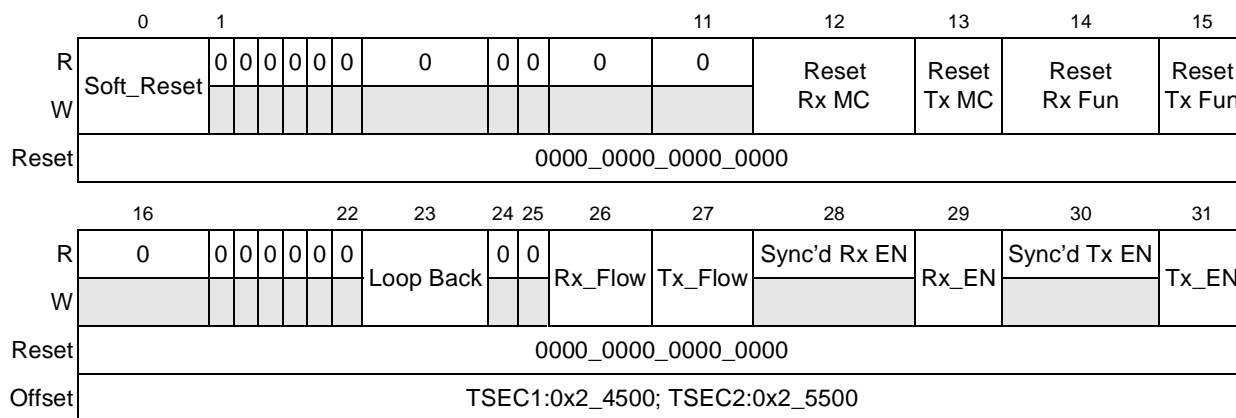 0 1 11 12 13 14 15
R Soft_Reset 0 0 0 0 0 0 0 0 0 0 0 Reset Rx MC Reset Tx MC Reset Rx Fun Reset Tx Fun
W
Reset 0000_0000_0000_0000
16 22 23 24 25 26 27 28 29 30 31
R 0 0 0 0 0 0 0 Loop Back 0 0 Rx_Flow Tx_Flow Sync’d Rx EN Rx_EN Sync’d Tx EN Tx_EN
W
Reset 0000_0000_0000_0000
Offset TSEC1:0x2_4500; TSEC2:0x2_5500